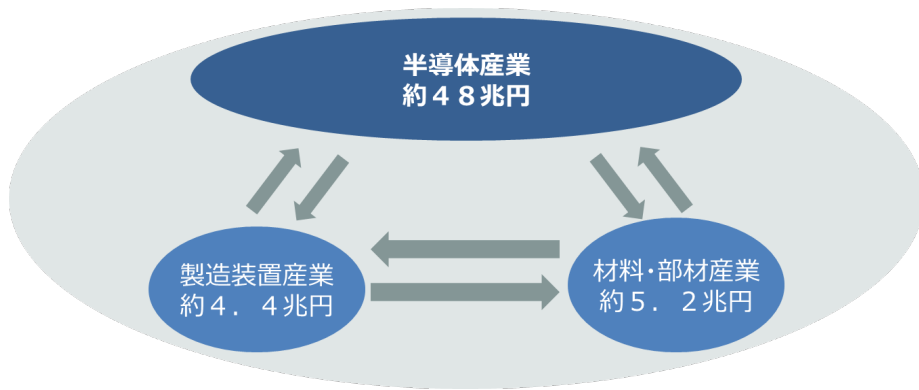 半導体産業
約４８兆円
製造装置産業
約４．４兆円
材料・部材産業
約５．２兆円